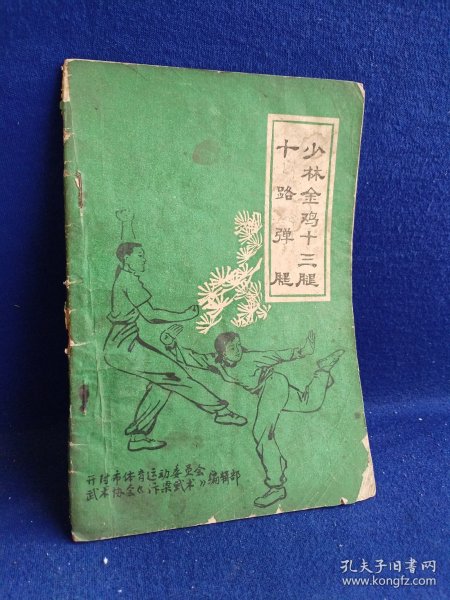 少林金鸡十三腿
十路弹腿
开封市体育运动委员会
武术协会《汴梁武术》编辑部
孔夫子旧书网
www.kongfz.com